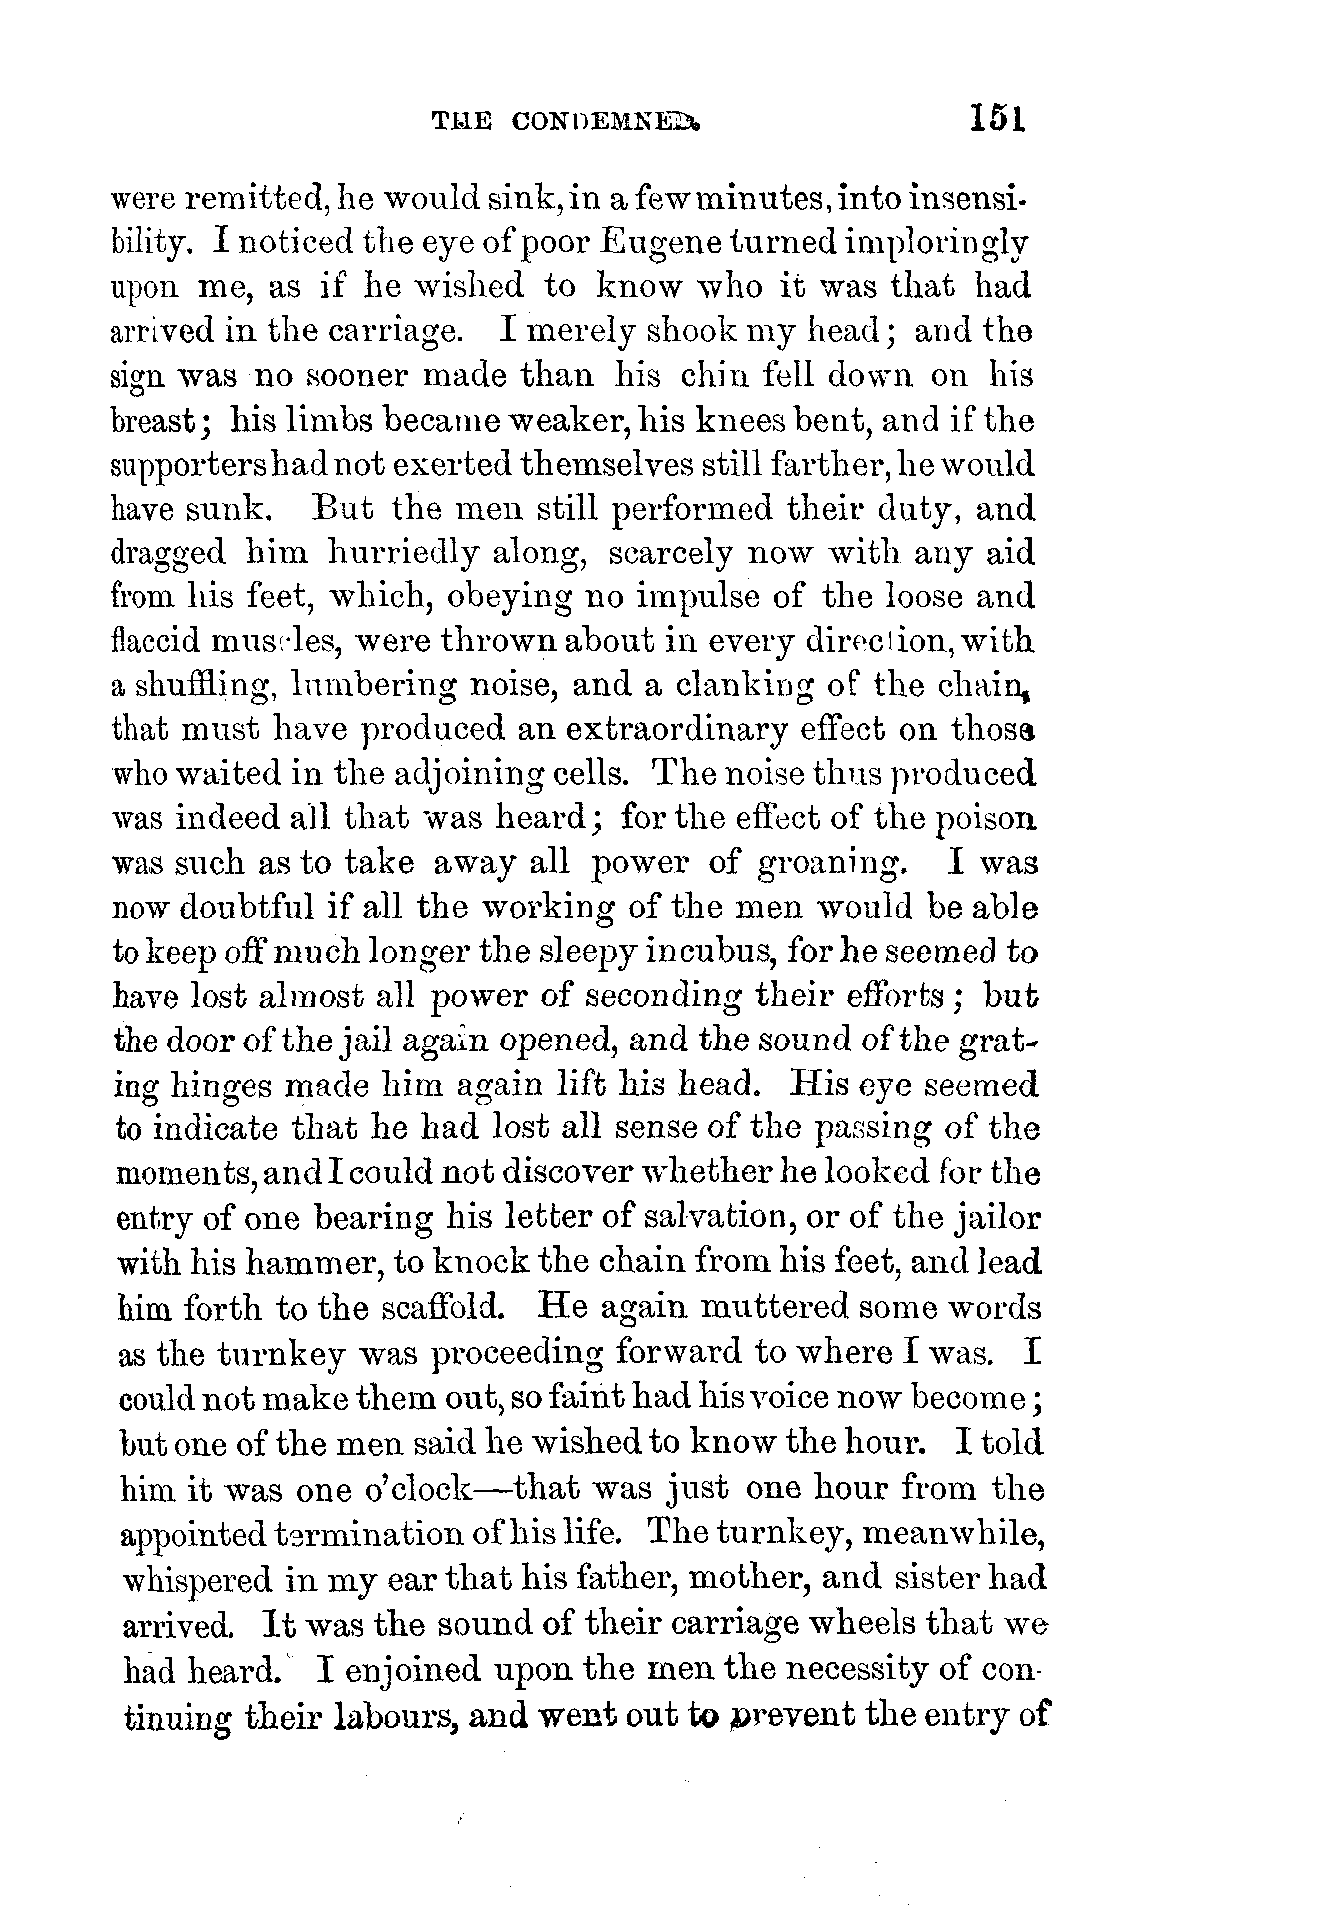 THE CONDEMNED. 151
were remitted, he would sink, in a few minutes, into insensi-
bility. I noticed the eye of poor Eugene turned imploringly
upon me, as if he wished to know who it was that had
arrived in the carriage. I merely shook my head; and the
sign was no sooner made than his chin fell down on his
breast; his limbs became weaker, his knees bent, and if the
supporters had not exerted themselves still farther, he would
have sunk. But the men still performed their duty, and
dragged him hurriedly along, scarcely now with any aid
from his feet, which, obeying no impulse of the loose and
flaccid muscles, were thrown about in every direction, with
a shuffling, lumbering noise, and a clanking of the chain,
that must have produced an extraordinary effect on those
who waited in the adjoining cells. The noise thus produced
was indeed all that was heard; for the effect of the poison
was such as to take away all power of groaning. I was
now doubtful if all the working of the men would be able
to keep off much longer the sleepy incubus, for he seemed to
have lost almost all power of seconding their efforts; but
the door of the jail again opened, and the sound of the grat-
ing hinges made him again lift his head. His eye seemed
to indicate that he had lost all sense of the passing of the
moments, and I could not discover whether he looked for the
entry of one bearing his letter of salvation, or of the jailor
with his hammer, to knock the chain from his feet, and lead
him forth to the scaffold. He again muttered some words
as the turnkey was proceeding forward to where I was. I
could not make them out, so faint had his voice now become;
but one of the men said he wished to know the hour. I told
him it was one o'clock—that was just one hour from the
appointed termination of his life. The turnkey, meanwhile,
whispered in my ear that his father, mother, and sister had
arrived. It was the sound of their carriage wheels that we
had heard. I enjoined upon the men the necessity of con-
tinuing their labours, and went out to prevent the entry of